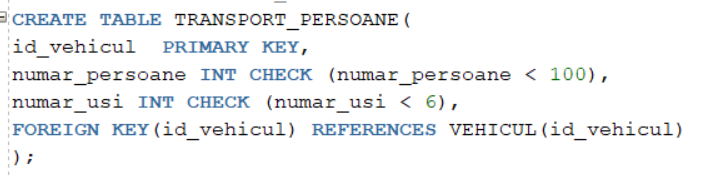 CREATE TABLE TRANSPORT_PERSOANE(
id_vehicul  PRIMARY KEY,
numar_persoane INT CHECK (numar_persoane < 100),
numar_usi INT CHECK (numar_usi < 6),
FOREIGN KEY(id_vehicul) REFERENCES VEHICUL(id_vehicul)
);